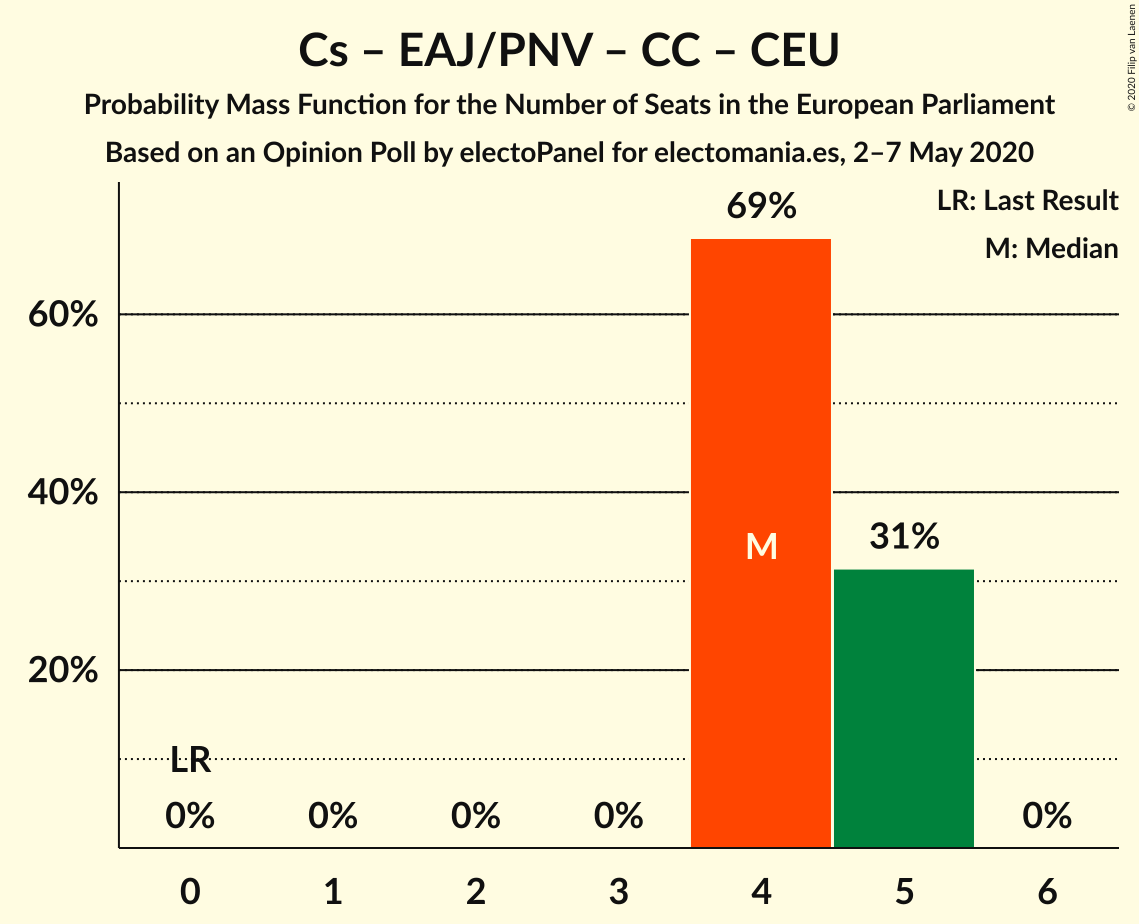 Cs – EAJ/PNV – CC – CEU
Probability Mass Function for the Number of Seats in the European Parliament
Based on an Opinion Poll by electoPanel for electomania.es, 2–7 May 2020
© 2020 Filip van Laenen
LR: Last Result
M: Median
69%
60%
40%
31%
M
20%
LR
0% 0% 0% 0% 0%
0 1 2 3 4 5 6